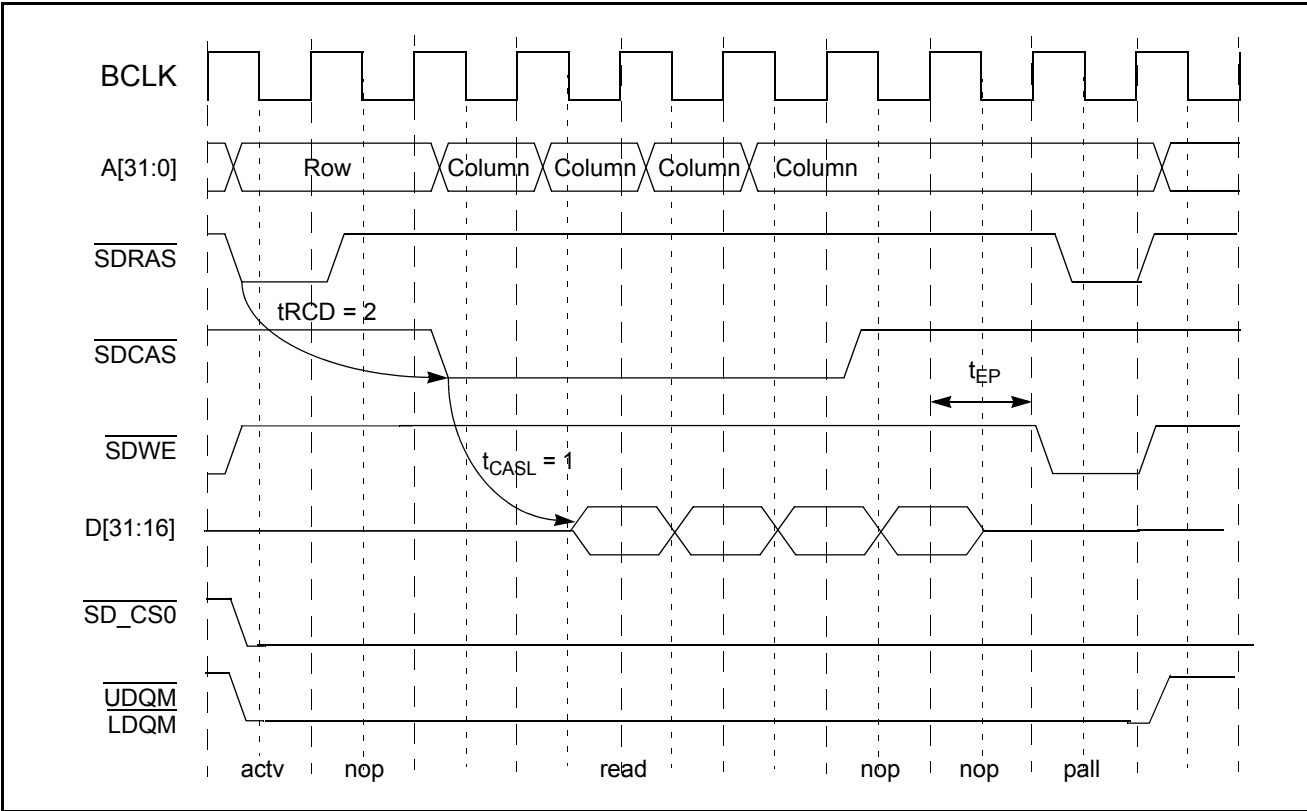 BCLK
A[31:0] Row Column Column Column Column
SDRAS
tRCD = 2
SDCAS
tEP
SDWE
tCASL = 1
D[31:16]
SD_CS0
UDQM
LDQM
actv nop read nop nop pall